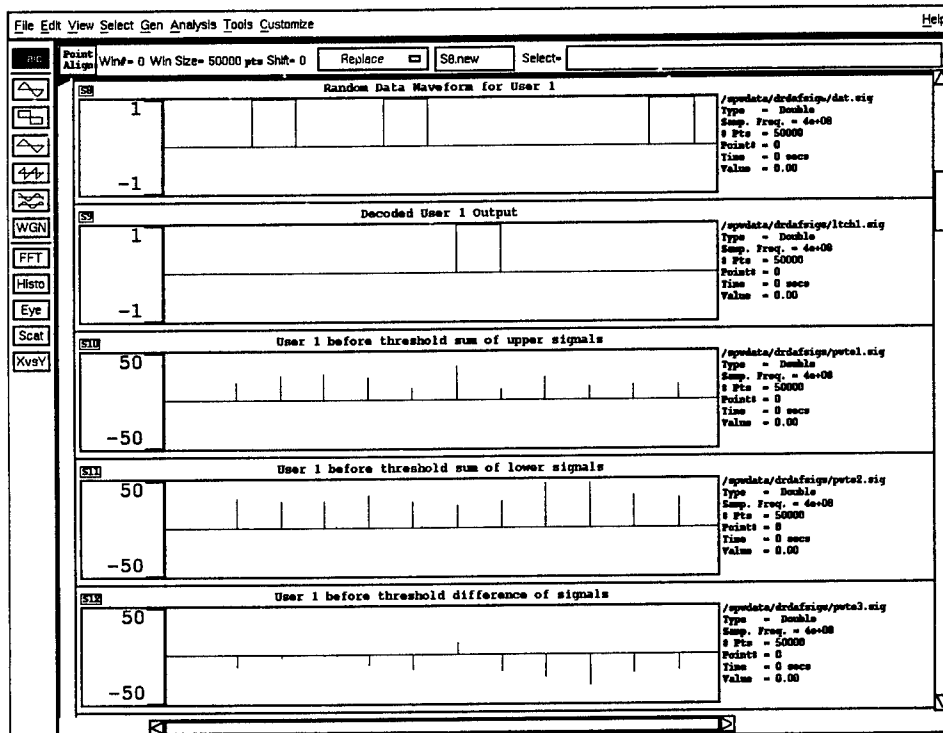 File Edit View Select Gen Analysis Tools Customize Help
Point Align Win#= 0 Win Size= 50000 pts Shift= 0 Replace S8.new Select=
WGN
FFT
Histo
Eye
Scat
XvsY
S8 Random Data Waveform for User 1
1
-1
/spwdata/drdafsigs/dat.sig
Type = Double
Samp. Freq. = 4e+08
# Pts = 50000
Point# = 0
Time = 0 secs
Value = 0.00
S9 Decoded User 1 Output
1
-1
/spwdata/drdafsigs/ltch1.sig
Type = Double
Samp. Freq. = 4e+08
# Pts = 50000
Point# = 0
Time = 0 secs
Value = 0.00
S10 User 1 before threshold sum of upper signals
50
-50
/spwdata/drdafsigs/pvts1.sig
Type = Double
Samp. Freq. = 4e+08
# Pts = 50000
Point# = 0
Time = 0 secs
Value = 0.00
S11 User 1 before threshold sum of lower signals
50
-50
/spwdata/drdafsigs/pvts2.sig
Type = Double
Samp. Freq. = 4e+08
# Pts = 50000
Point# = 0
Time = 0 secs
Value = 0.00
S12 User 1 before threshold difference of signals
50
-50
/spwdata/drdafsigs/pvts3.sig
Type = Double
Samp. Freq. = 4e+08
# Pts = 50000
Point# = 0
Time = 0 secs
Value = 0.00